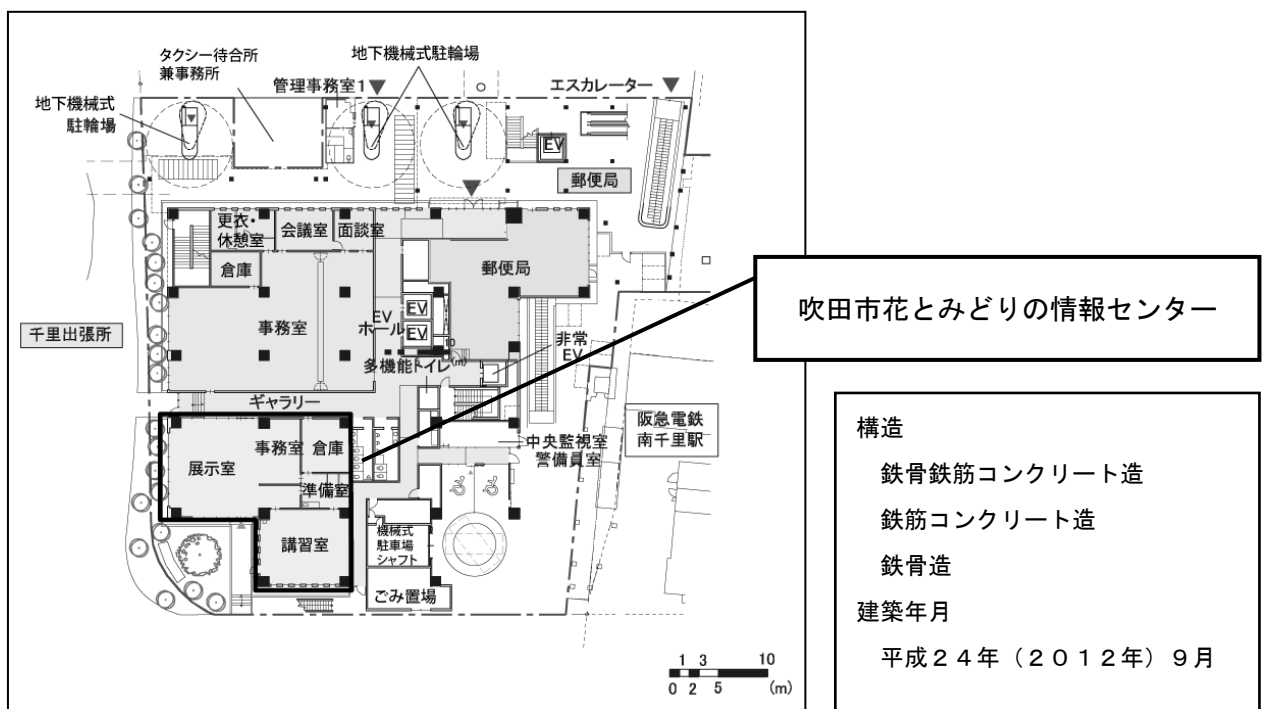 タクシー待合所
兼事務所
地下機械式駐輪場
管理事務室1
エスカレーター
地下機械式
駐輪場
EV
郵便局
更衣・
休憩室
会議室
面談室
倉庫
郵便局
事務室
EV
ホール
EV
EV
千里出張所
10
(m)
非常
EV
多機能トイレ
ギャラリー
事務室
倉庫
展示室
準備室
中央監視室
警備員室
阪急電鉄
南千里駅
講習室
機械式
駐車場
シャフト
ごみ置場
1 3 10
0 2 5 (m)
吹田市花とみどりの情報センター
構造
鉄骨鉄筋コンクリート造
鉄筋コンクリート造
鉄骨造
建築年月
平成24年（2012年）9月